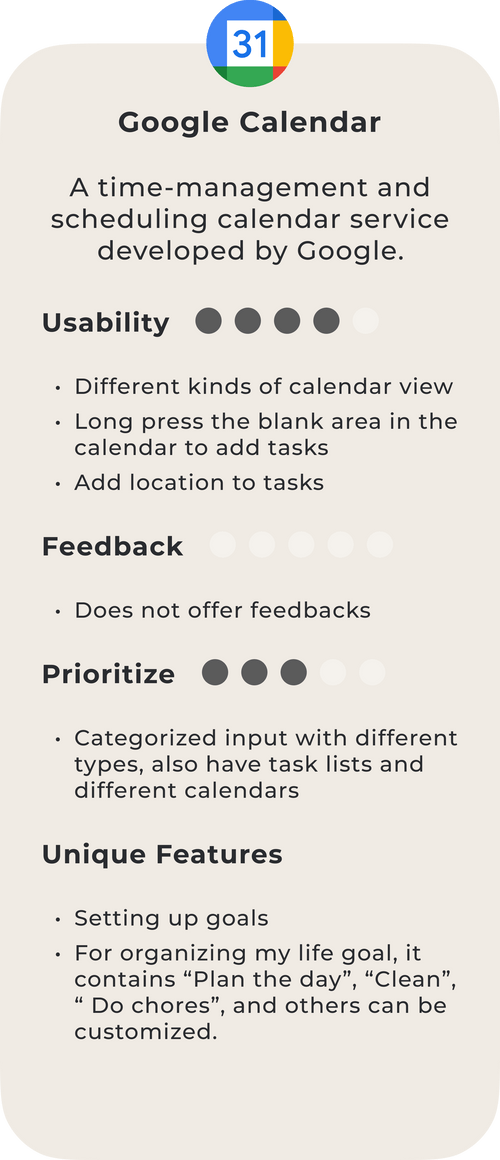 31
Google Calendar
A time-management and
scheduling calendar service
developed by Google.
Usability
• Different kinds of calendar view
• Long press the blank area in the
calendar to add tasks
• Add location to tasks
Feedback
• Does not offer feedbacks
Prioritize
• Categorized input with different
types, also have task lists and
different calendars
Unique Features
• Setting up goals
• For organizing my life goal, it
contains “Plan the day”, “Clean”,
“ Do chores”, and others can be
customized.